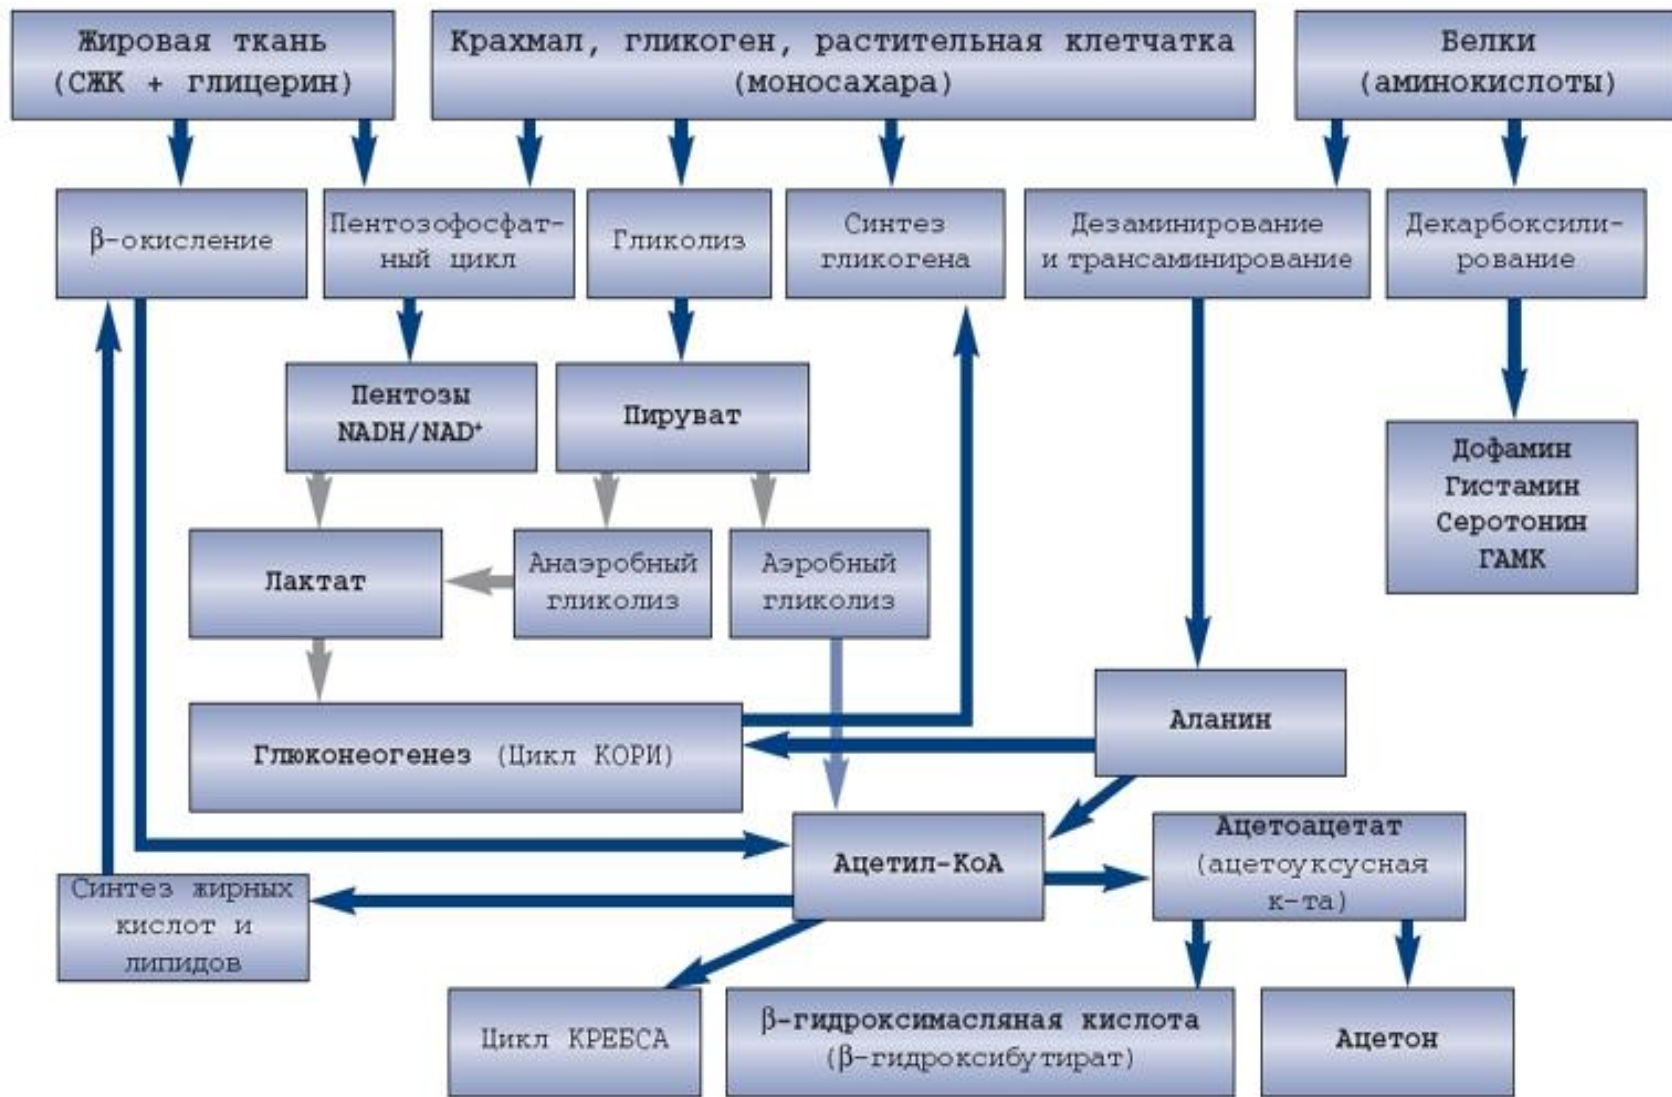 Жировая ткань
(СЖК + глицерин)
Крахмал, гликоген, растительная клетчатка
(моносахара)
Белки
(аминокислоты)
β-окисление
Пентозофосфат-
ный цикл
Гликолиз
Синтез
гликогена
Дезаминирование
и трансаминирование
Декарбоксили-
рование
Пентозы
NADH/NAD⁺
Пируват
Дофамин
Гистамин
Серотонин
ГАМК
Лактат
Анаэробный
гликолиз
Аэробный
гликолиз
Аланин
Глюконеогенез (Цикл КОРИ)
Ацетил-КоА
Ацетоацетат
(ацетоуксусная
к-та)
Синтез жирных
кислот и
липидов
Цикл КРЕБСА
β-гидроксимасляная кислота
(β-гидроксибутират)
Ацетон